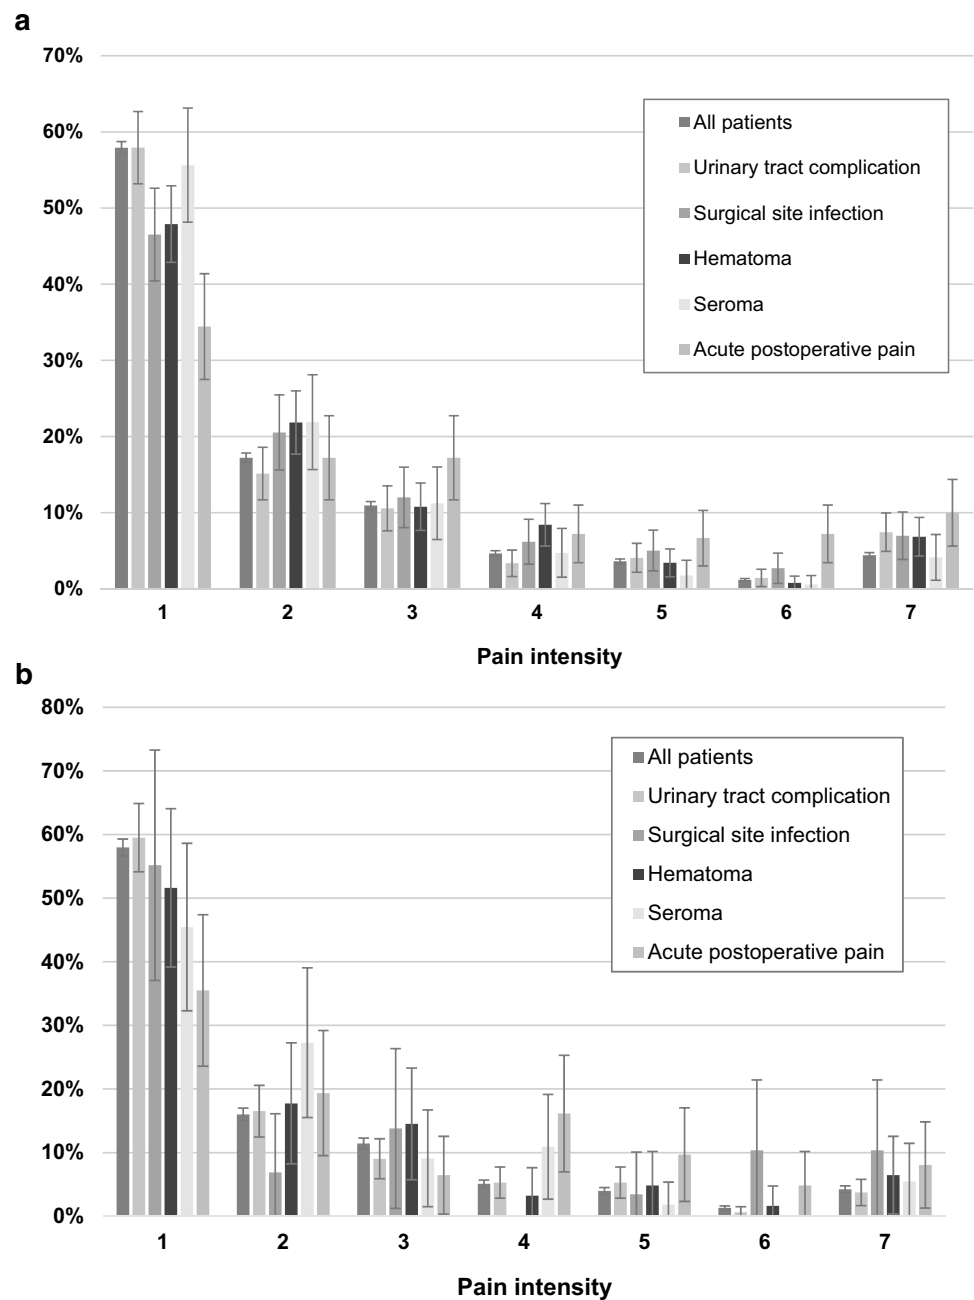 a
70%
60%
50%
40%
30%
20%
10%
0%
All patients
Urinary tract complication
Surgical site infection
Hematoma
Seroma
Acute postoperative pain
1 2 3 4 5 6 7
Pain intensity
b
80%
70%
60%
50%
40%
30%
20%
10%
0%
All patients
Urinary tract complication
Surgical site infection
Hematoma
Seroma
Acute postoperative pain
1 2 3 4 5 6 7
Pain intensity